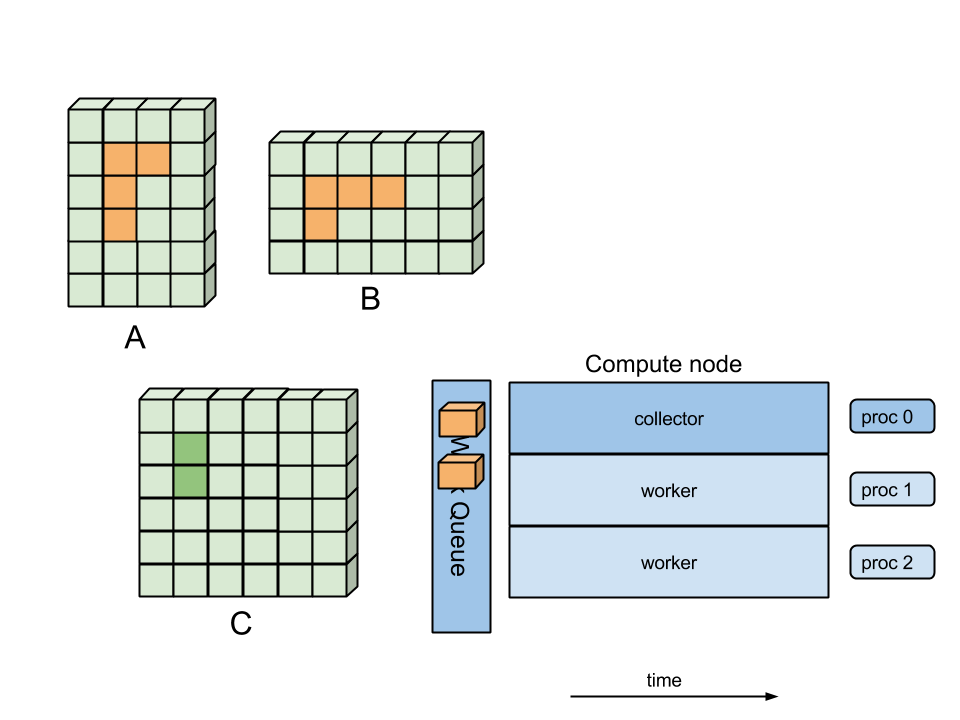 A
B
C
Compute node
collector
worker
worker
proc 0
proc 1
proc 2
Queue
time